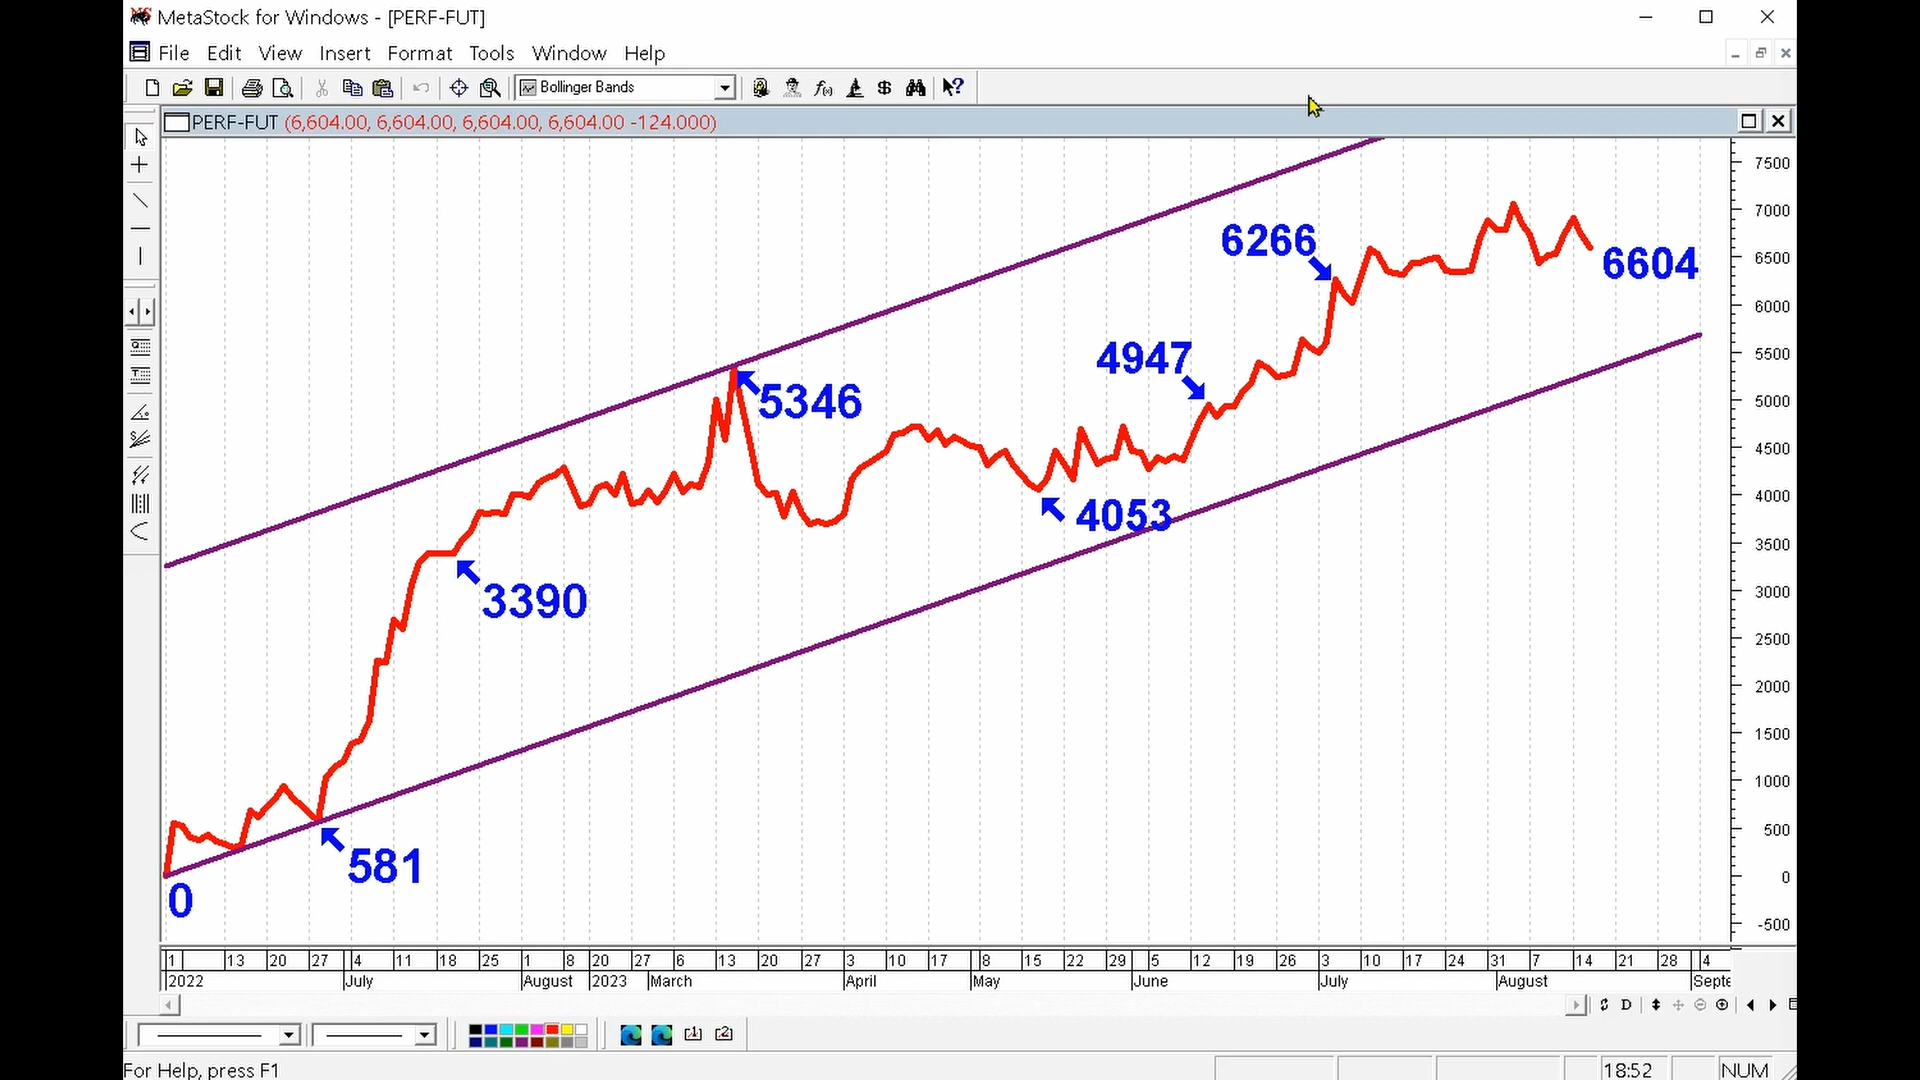 MetaStock for Windows - [PERF-FUT]
File Edit View Insert Format Tools Window Help
Bollinger Bands
PERF-FUT (6,604.00, 6,604.00, 6,604.00, 6,604.00 -124.000)
7500
7000
6500
6000
5500
5000
4500
4000
3500
3000
2500
2000
1500
1000
500
0
-500
6266
6604
4947
5346
4053
3390
581
0
1 13 20 27 4 11 18 25 1 8 20 27 6 13 20 27 3 10 17 8 15 22 29 5 12 19 26 3 10 17 24 31 7 14 21 28 4
2022 July August 2023 March April May June July August Septe
D
1 2
For Help, press F1
18:52 NUM